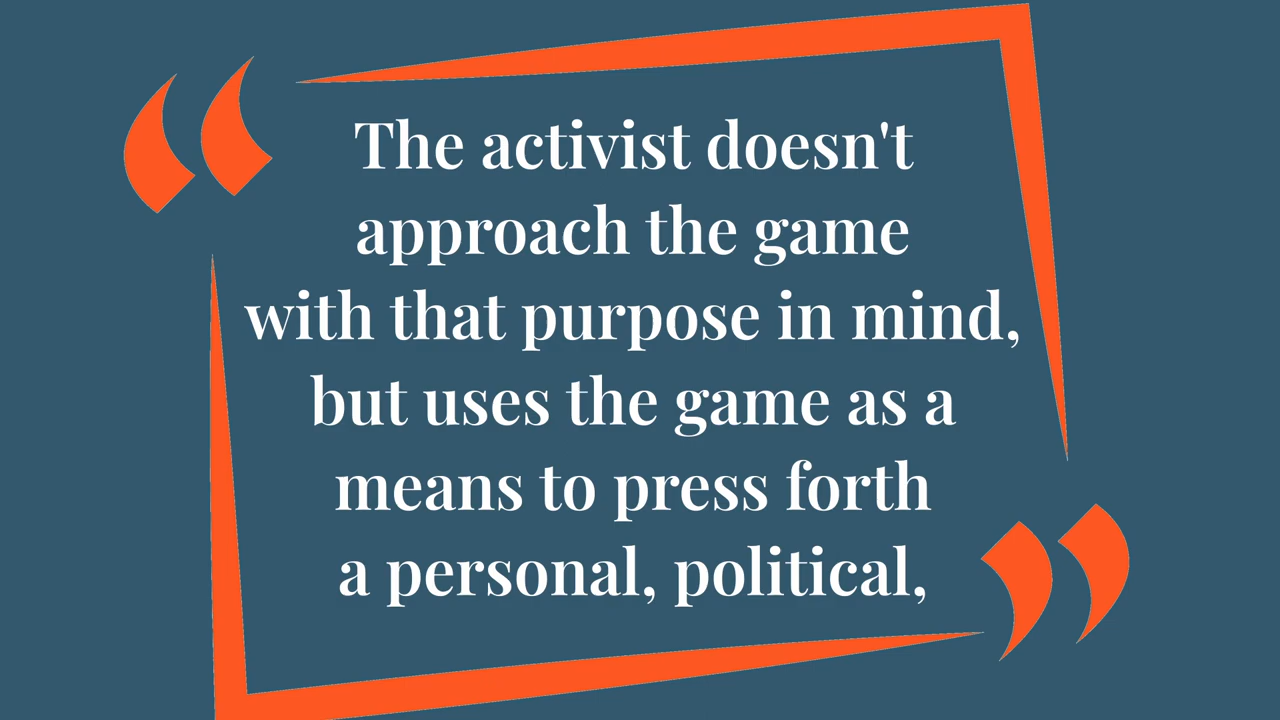 The activist doesn't
approach the game
with that purpose in mind,
but uses the game as a
means to press forth
a personal, political,